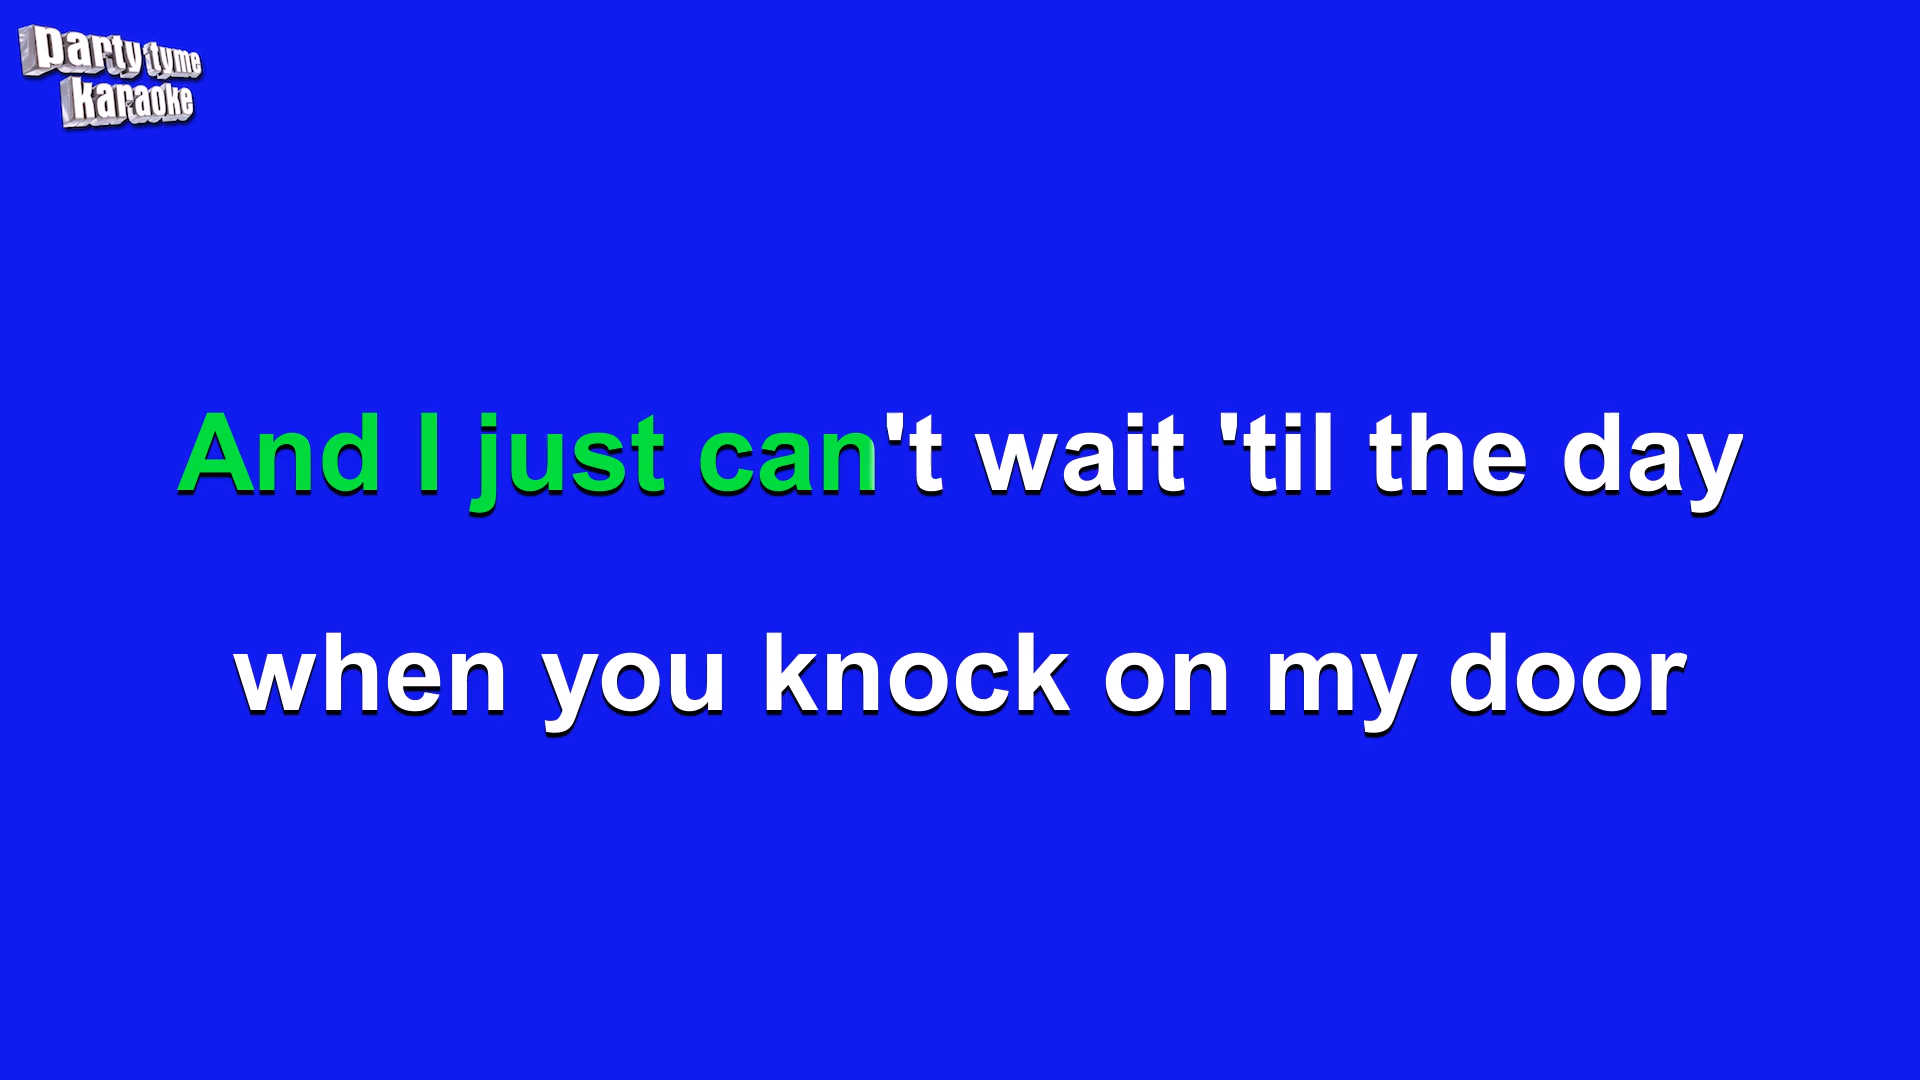 party tyme
karaoke
And I just can't wait 'til the day
when you knock on my door